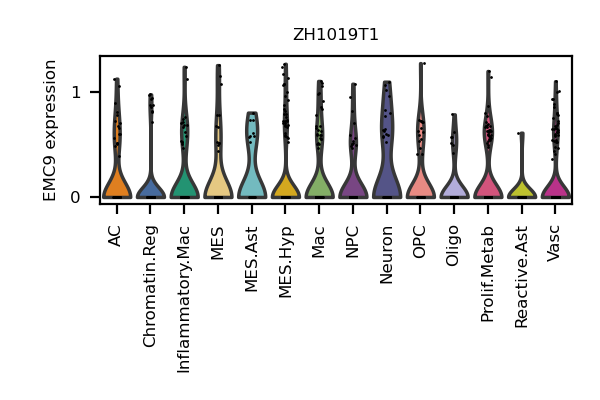 ZH1019T1
EMC9 expression
1
0
AC
Chromatin.Reg
Inflammatory.Mac
MES
MES.Ast
MES.Hyp
Mac
NPC
Neuron
OPC
Oligo
Prolif.Metab
Reactive.Ast
Vasc